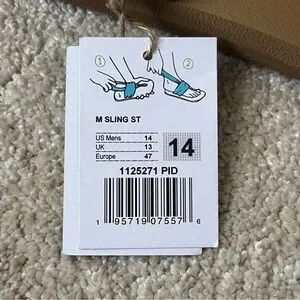 1 2
M SLING ST
US Mens 14
UK 13
Europe 47
14
1125271 PID
1 95719 07557 6